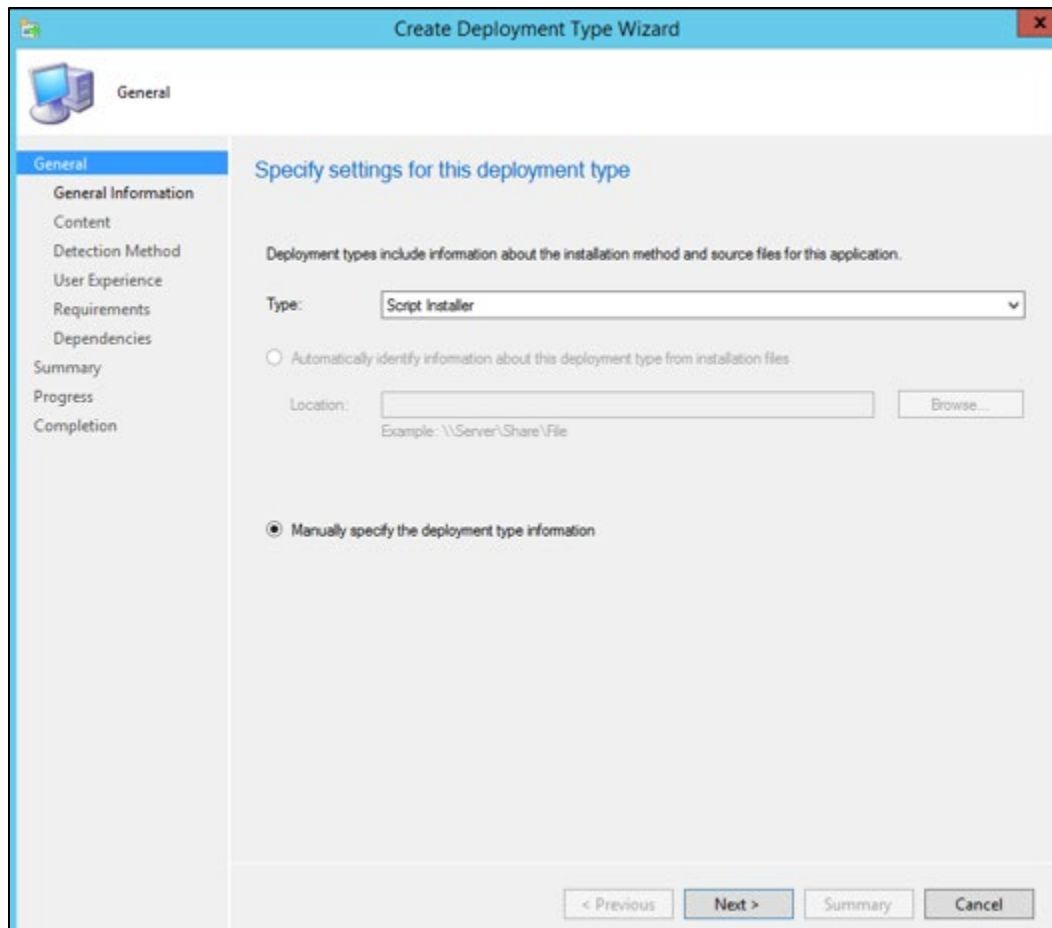 Create Deployment Type Wizard
x
General
General
General Information
Content
Detection Method
User Experience
Requirements
Dependencies
Summary
Progress
Completion
Specify settings for this deployment type
Deployment types include information about the installation method and source files for this application.
Type: Script Installer
Automatically identify information about this deployment type from installation files
Location: Browse...
Example: \\Server\Share\File
Manually specify the deployment type information
< Previous Next > Summary Cancel